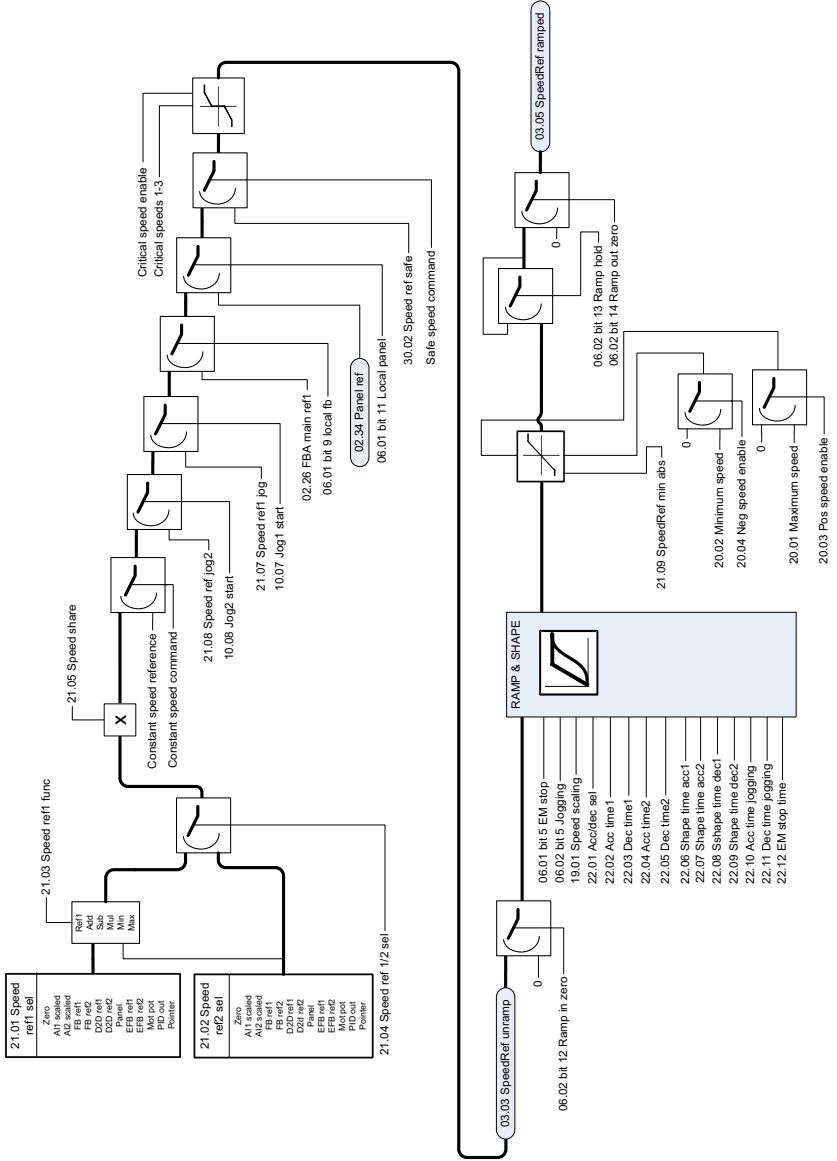 21.01 Speed
ref1 sel
Zero
AI1 scaled
AI2 scaled
FB ref1
FB ref2
D2D ref1
D2D ref2
Panel
EFB ref1
EFB ref2
Mot pot
PID out
Pointer
21.02 Speed
ref2 sel
Zero
AI1 scaled
AI2 scaled
FB ref1
FB ref2
D2D ref1
D2d ref2
Panel
EFB ref1
EFB ref2
Mot pot
PID out
Pointer
21.03 Speed ref1 func
Ref1
Add
Sub
Mul
Min
Max
21.04 Speed ref 1/2 sel
21.05 Speed share
X
Constant speed reference
Constant speed command
21.08 Speed ref jog2
10.08 Jog2 start
21.07 Speed ref1 jog
10.07 Jog1 start
02.26 FBA main ref1
06.01 bit 9 local fb
02.34 Panel ref
06.01 bit 11 Local panel
30.02 Speed ref safe
Safe speed command
Critical speed enable
Critical speeds 1-3
03.03 SpeedRef unramp
0
06.02 bit 12 Ramp in zero
RAMP & SHAPE
06.01 bit 5 EM stop
06.02 bit 5 Jogging
19.01 Speed scaling
22.01 Acc/dec sel
22.02 Acc time1
22.03 Dec time1
22.04 Acc time2
22.05 Dec time2
22.06 Shape time acc1
22.07 Shape time acc2
22.08 Sshape time dec1
22.09 Shape time dec2
22.10 Acc time jogging
22.11 Dec time jogging
22.12 EM stop time
21.09 SpeedRef min abs
0
20.02 Minimum speed
20.04 Neg speed enable
0
20.01 Maximum speed
20.03 Pos speed enable
0
06.02 bit 13 Ramp hold
06.02 bit 14 Ramp out zero
03.05 SpeedRef ramped